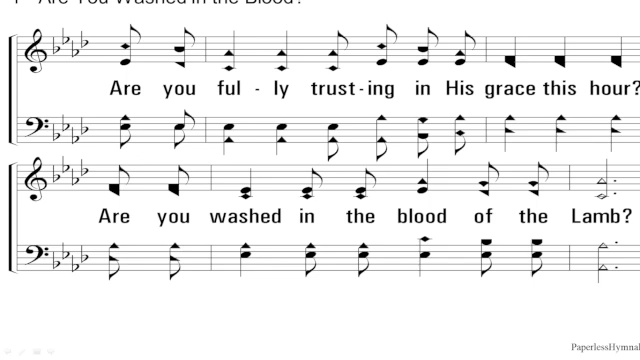 Are You Washed in the Blood?
Are you ful - ly trust - ing in His grace this hour?
Are you washed in the blood of the Lamb?
PaperlessHymnal